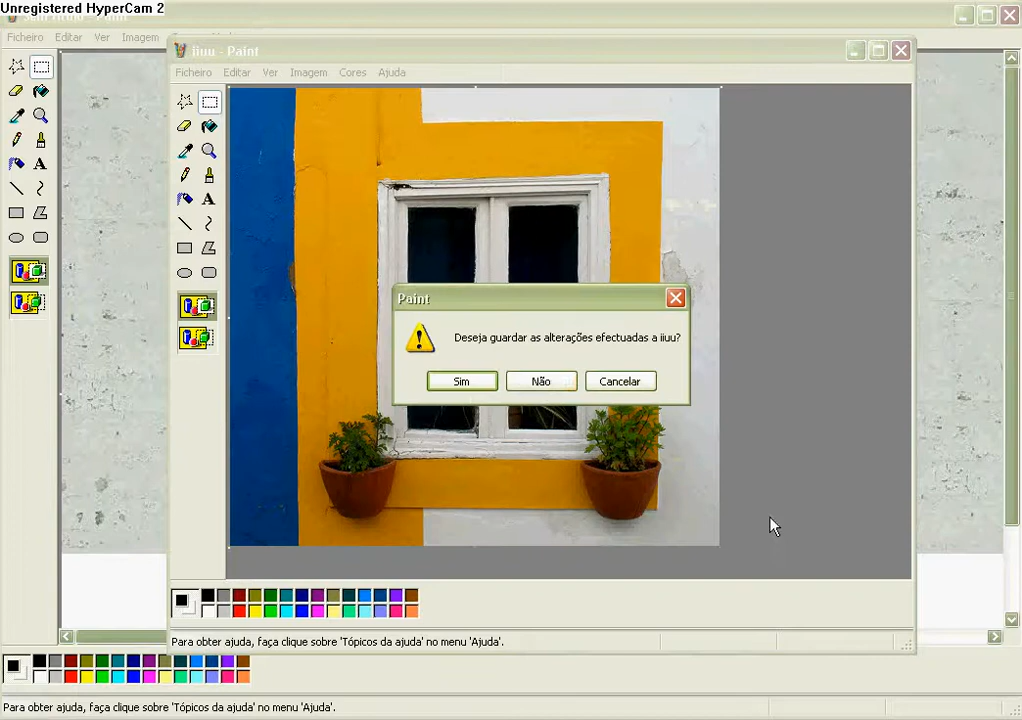 Unregistered HyperCam 2
Ficheiro Editar Ver Imagem
iiuu - Paint
Ficheiro Editar Ver Imagem Cores Ajuda
A
A
Paint
Deseja guardar as alterações efectuadas a iiuu?
Sim Não Cancelar
Para obter ajuda, faça clique sobre 'Tópicos da ajuda' no menu 'Ajuda'.
Para obter ajuda, faça clique sobre 'Tópicos da ajuda' no menu 'Ajuda'.